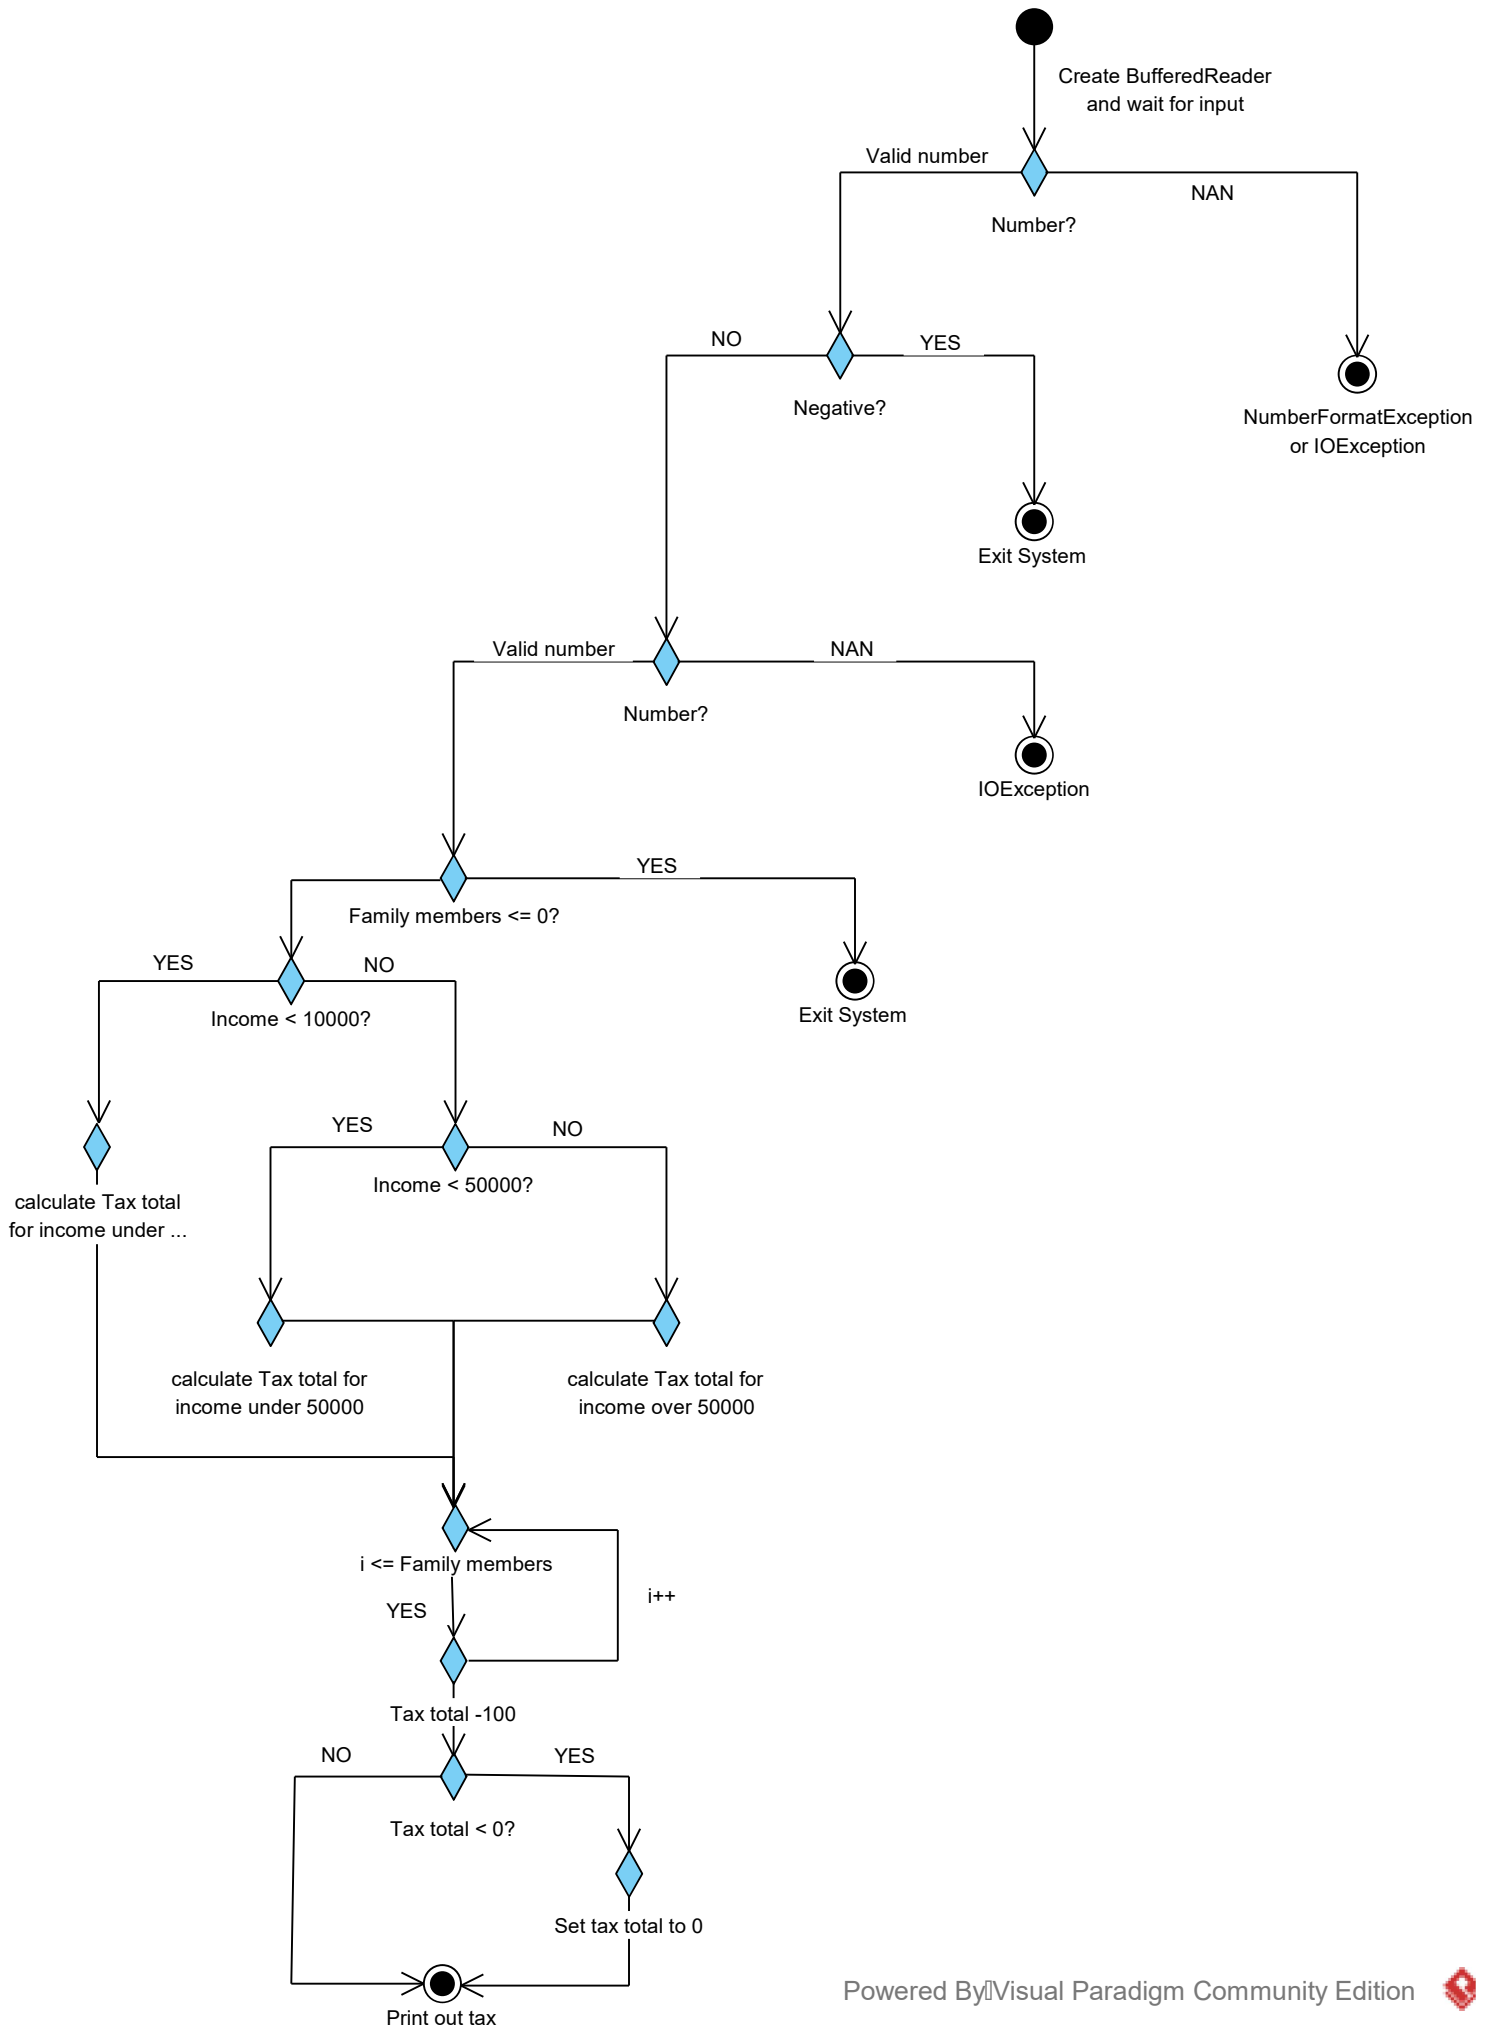 Create BufferedReader
and wait for input
Valid number
NAN
Number?
NO
YES
Negative?
NumberFormatException
or IOException
Exit System
Valid number
NAN
Number?
IOException
YES
Family members <= 0?
YES
NO
Income < 10000?
Exit System
YES
NO
Income < 50000?
calculate Tax total
for income under ...
calculate Tax total for
income under 50000
calculate Tax total for
income over 50000
i <= Family members
i++
YES
Tax total -100
NO
YES
Tax total < 0?
Set tax total to 0
Print out tax
Powered By Visual Paradigm Community Edition